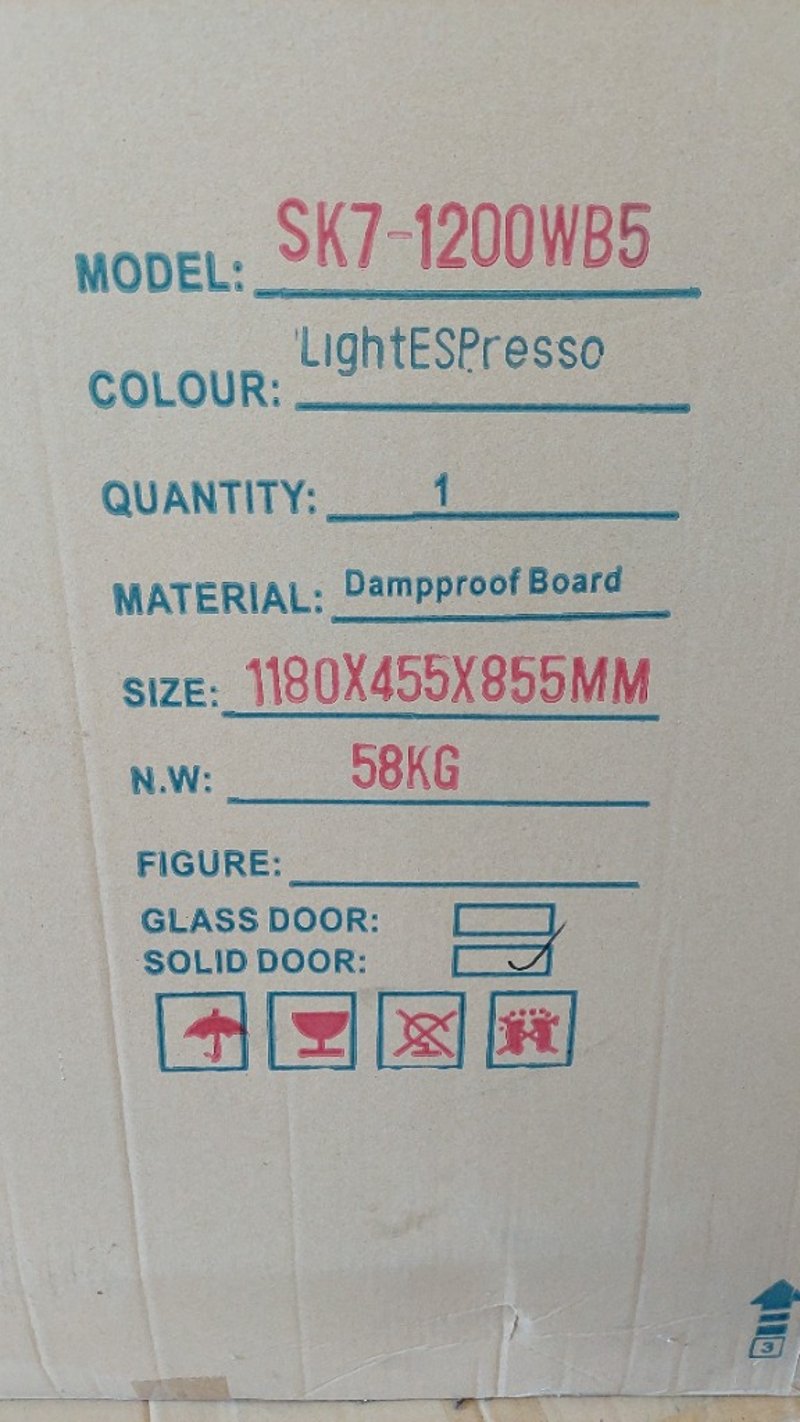 MODEL: SK7-1200WB5
COLOUR: LightESPresso
QUANTITY: 1
MATERIAL: Dampproof Board
SIZE: 1180X455X855MM
N.W: 58KG
FIGURE:
GLASS DOOR:
SOLID DOOR:
3